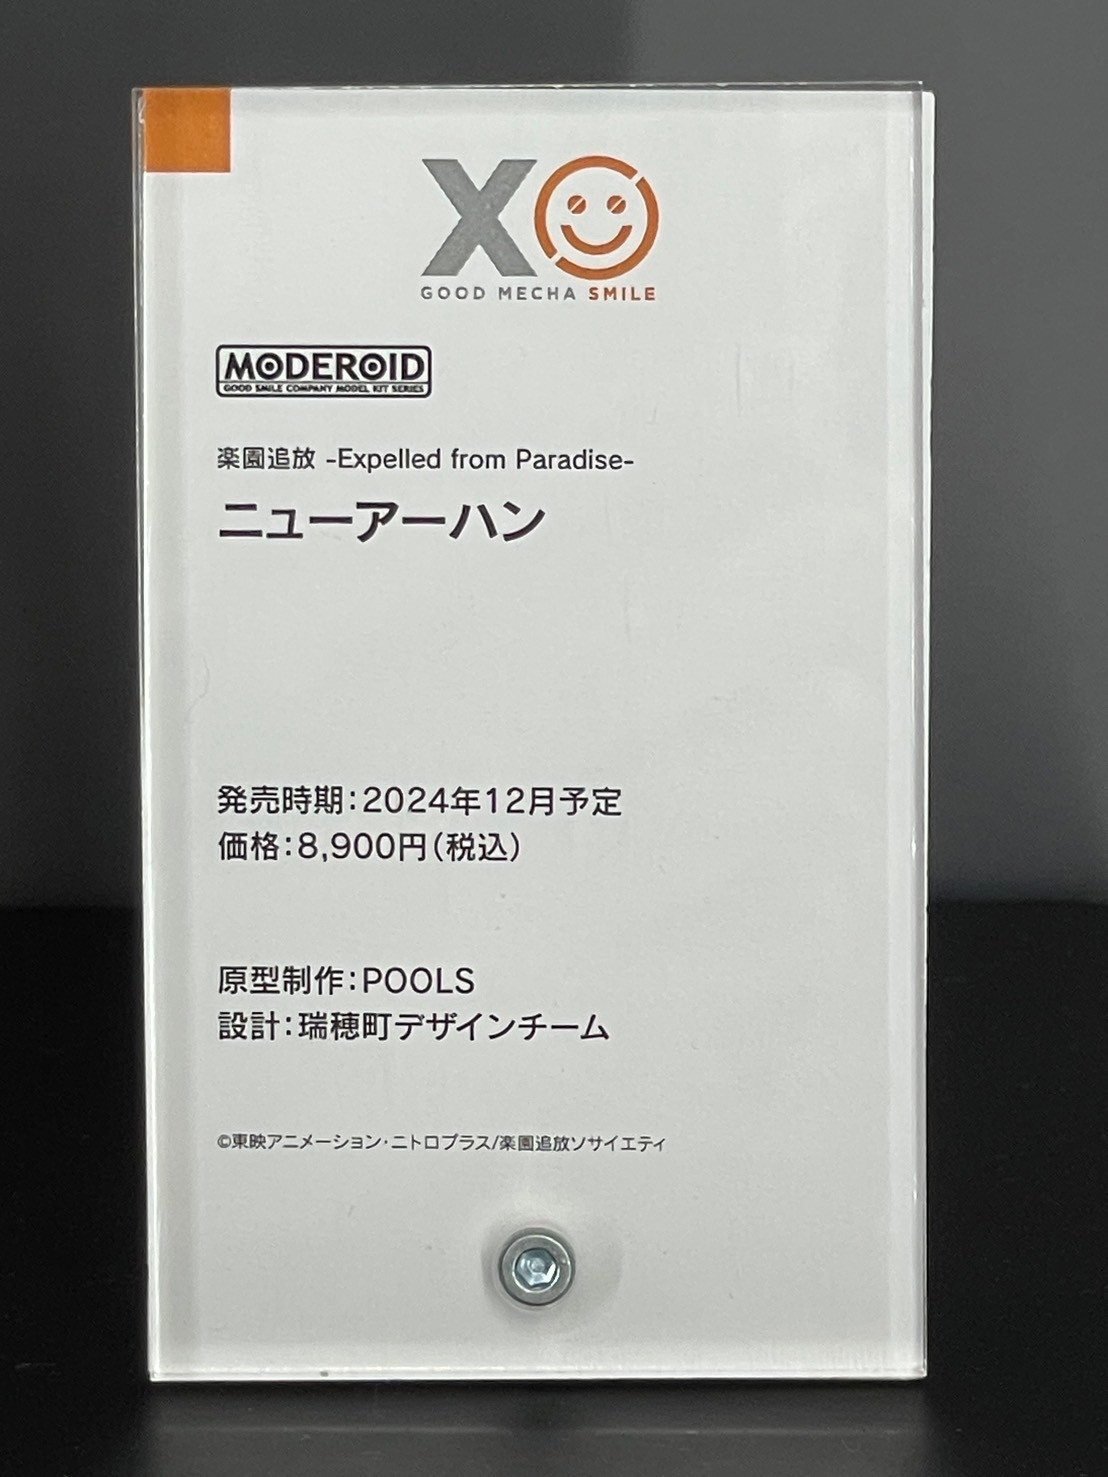 XO
GOOD MECHA SMILE
MODEROID
GOOD SMILE COMPANY MODEL KIT SERIES
楽園追放 -Expelled from Paradise-
ニューアーハン
発売時期：2024年12月予定
価格：8,900円（税込）
原型制作：POOLS
設計：瑞穂町デザインチーム
©東映アニメーション・ニトロプラス/楽園追放ソサイエティ